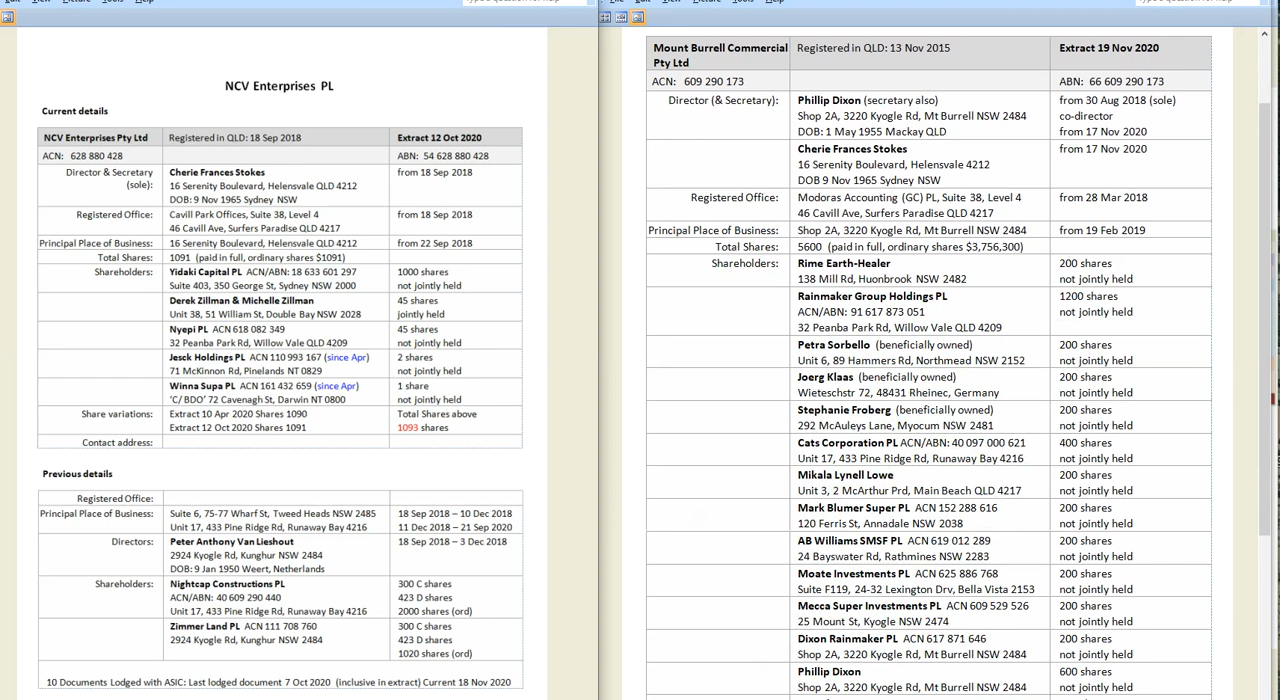 NCV Enterprises PL
Current details
NCV Enterprises Pty Ltd Registered in QLD: 18 Sep 2018 Extract 12 Oct 2020
ACN: 628 880 428 ABN: 54 628 880 428
Director & Secretary Cherie Frances Stokes from 18 Sep 2018
(sole): 16 Serenity Boulevard, Helensvale QLD 4212
DOB: 9 Nov 1965 Sydney NSW
Registered Office: Cavill Park Offices, Suite 38, Level 4 from 18 Sep 2018
46 Cavill Ave, Surfers Paradise QLD 4217
Principal Place of Business: 16 Serenity Boulevard, Helensvale QLD 4212 from 22 Sep 2018
Total Shares: 1091 (paid in full, ordinary shares $1091)
Shareholders: Yidaki Capital PL ACN/ABN: 18 633 601 297 1000 shares
Suite 403, 350 George St, Sydney NSW 2000 not jointly held
Derek Zillman & Michelle Zillman 45 shares
Unit 38, 51 William St, Double Bay NSW 2028 jointly held
Nyepi PL ACN 618 082 349 45 shares
32 Peanba Park Rd, Willow Vale QLD 4209 not jointly held
Jesck Holdings PL ACN 110 993 167 (since Apr) 2 shares
71 McKinnon Rd, Pinelands NT 0829 not jointly held
Winna Supa PL ACN 161 432 659 (since Apr) 1 share
‘C/ BDO’ 72 Cavenagh St, Darwin NT 0800 not jointly held
Share variations: Extract 10 Apr 2020 Shares 1090 Total Shares above
Extract 12 Oct 2020 Shares 1091 1093 shares
Contact address:
Previous details
Registered Office:
Principal Place of Business: Suite 6, 75-77 Wharf St, Tweed Heads NSW 2485 18 Sep 2018 – 10 Dec 2018
Unit 17, 433 Pine Ridge Rd, Runaway Bay 4216 11 Dec 2018 – 21 Sep 2020
Directors: Peter Anthony Van Lieshout 18 Sep 2018 – 3 Dec 2018
2924 Kyogle Rd, Kunghur NSW 2484
DOB: 9 Jan 1950 Weert, Netherlands
Shareholders: Nightcap Constructions PL 300 C shares
ACN/ABN: 40 609 290 440 423 D shares
Unit 17, 433 Pine Ridge Rd, Runaway Bay 4216 2000 shares (ord)
Zimmer Land PL ACN 111 708 760 300 C shares
2924 Kyogle Rd, Kunghur NSW 2484 423 D shares
1020 shares (ord)
10 Documents Lodged with ASIC: Last lodged document 7 Oct 2020 (inclusive in extract) Current 18 Nov 2020
Mount Burrell Commercial Registered in QLD: 13 Nov 2015 Extract 19 Nov 2020
Pty Ltd
ACN: 609 290 173 ABN: 66 609 290 173
Director (& Secretary): Phillip Dixon (secretary also) from 30 Aug 2018 (sole)
Shop 2A, 3220 Kyogle Rd, Mt Burrell NSW 2484 co-director
DOB: 1 May 1955 Mackay QLD from 17 Nov 2020
Cherie Frances Stokes from 17 Nov 2020
16 Serenity Boulevard, Helensvale 4212
DOB 9 Nov 1965 Sydney NSW
Registered Office: Modoras Accounting (GC) PL, Suite 38, Level 4 from 28 Mar 2018
46 Cavill Ave, Surfers Paradise QLD 4217
Principal Place of Business: Shop 2A, 3220 Kyogle Rd, Mt Burrell NSW 2484 from 19 Feb 2019
Total Shares: 5600 (paid in full, ordinary shares $3,756,300)
Shareholders: Rime Earth-Healer 200 shares
138 Mill Rd, Huonbrook NSW 2482 not jointly held
Rainmaker Group Holdings PL 1200 shares
ACN/ABN: 91 617 873 051 not jointly held
32 Peanba Park Rd, Willow Vale QLD 4209
Petra Sorbello (beneficially owned) 200 shares
Unit 6, 89 Hammers Rd, Northmead NSW 2152 not jointly held
Joerg Klaas (beneficially owned) 200 shares
Wieteschstr 72, 48431 Rheinec, Germany not jointly held
Stephanie Froberg (beneficially owned) 200 shares
292 McAuleys Lane, Myocum NSW 2481 not jointly held
Cats Corporation PL ACN/ABN: 40 097 000 621 400 shares
Unit 17, 433 Pine Ridge Rd, Runaway Bay 4216 not jointly held
Mikala Lynell Lowe 200 shares
Unit 3, 2 McArthur Prd, Main Beach QLD 4217 not jointly held
Mark Blumer Super PL ACN 152 288 616 200 shares
120 Ferris St, Annadale NSW 2038 not jointly held
AB Williams SMSF PL ACN 619 012 289 200 shares
24 Bayswater Rd, Rathmines NSW 2283 not jointly held
Moate Investments PL ACN 625 886 768 200 shares
Suite F119, 24-32 Lexington Drv, Bella Vista 2153 not jointly held
Mecca Super Investments PL ACN 609 529 526 200 shares
25 Mount St, Kyogle NSW 2474 not jointly held
Dixon Rainmaker PL ACN 617 871 646 200 shares
Shop 2A, 3220 Kyogle Rd, Mt Burrell NSW 2484 not jointly held
Phillip Dixon 600 shares
Shop 2A, 3220 Kyogle Rd, Mt Burrell NSW 2484 not jointly held